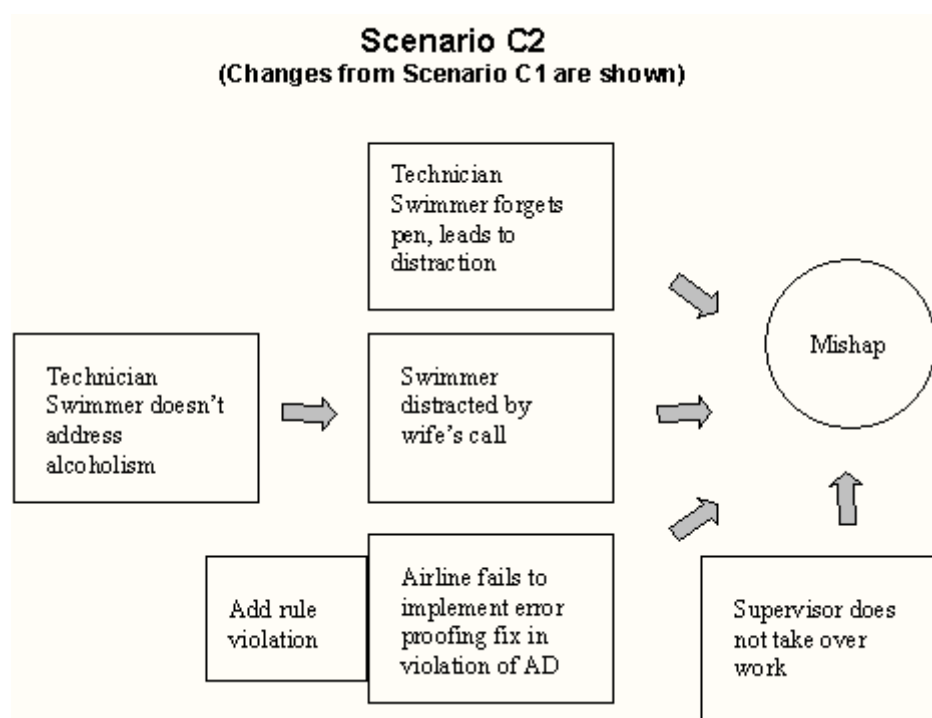 Scenario C2
(Changes from Scenario C1 are shown)
Technician
Swimmer forgets
pen, leads to
distraction
Mishap
Technician
Swimmer doesn't
address
alcoholism
Swimmer
distracted by
wife's call
Add rule
violation
Airline fails to
implement error
proofing fix in
violation of AD
Supervisor does
not take over
work